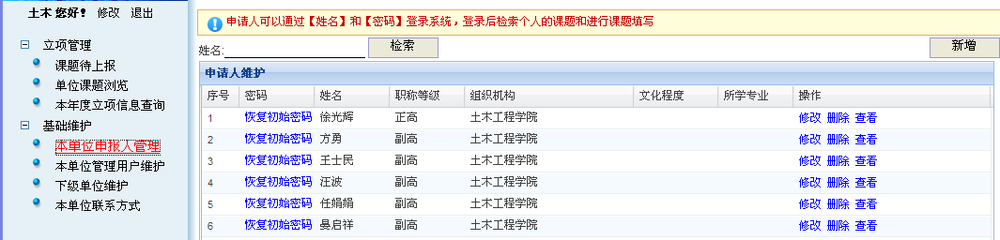 土木 您好! 修改 退出
立项管理
课题待上报
单位课题浏览
本年度立项信息查询
基础维护
本单位申报人管理
本单位管理用户维护
下级单位维护
本单位联系方式
申请人可以通过【姓名】和【密码】登录系统,登录后检索个人的课题和进行课题填写
姓名: 检索 新增
申请人维护
序号 密码 姓名 职称等级 组织机构 文化程度 所学专业 操作
1 恢复初始密码 徐光辉 正高 土木工程学院 修改 删除 查看
2 恢复初始密码 方勇 副高 土木工程学院 修改 删除 查看
3 恢复初始密码 王士民 副高 土木工程学院 修改 删除 查看
4 恢复初始密码 汪波 副高 土木工程学院 修改 删除 查看
5 恢复初始密码 任娟娟 副高 土木工程学院 修改 删除 查看
6 恢复初始密码 晏启祥 副高 土木工程学院 修改 删除 查看